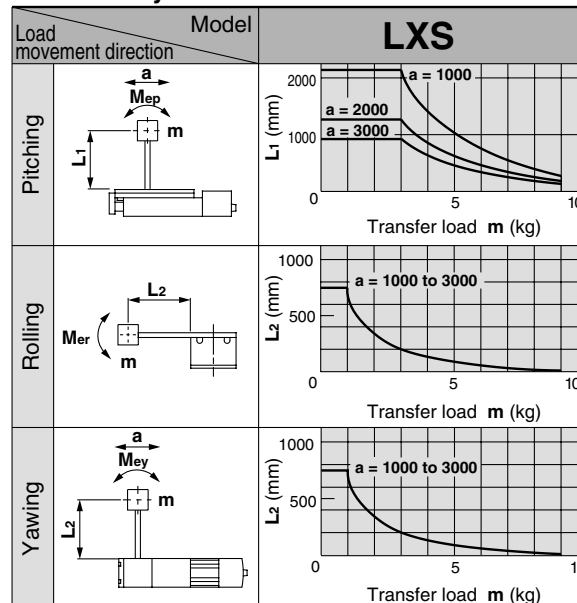 Model
Load
movement direction
LXS
Pitching
a
Mep
m
L1
L1 (mm)
2000
1000
0
5
10
a = 1000
a = 2000
a = 3000
Transfer load m (kg)
Rolling
L2
Mer
m
L2 (mm)
1000
500
0
5
10
a = 1000 to 3000
Transfer load m (kg)
Yawing
a
Mey
m
L2
L2 (mm)
1000
500
0
5
a = 1000 to 3000
Transfer load m (kg)